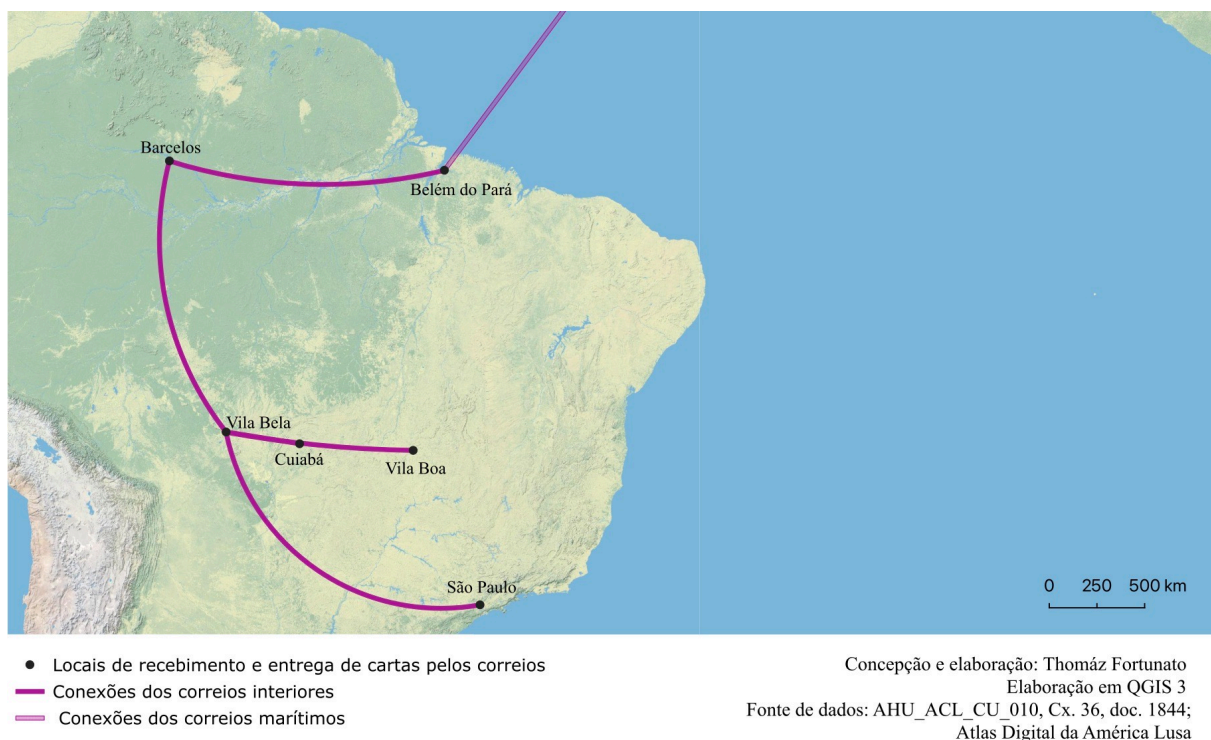 Barcelos
Belém do Pará
Vila Bela
Cuiabá
Vila Boa
São Paulo
0 250 500 km
Locais de recebimento e entrega de cartas pelos correios
Conexões dos correios interiores
Conexões dos correios marítimos
Concepção e elaboração: Thomáz Fortunato
Elaboração em QGIS 3
Fonte de dados: AHU_ACL_CU_010, Cx. 36, doc. 1844;
Atlas Digital da América Lusa